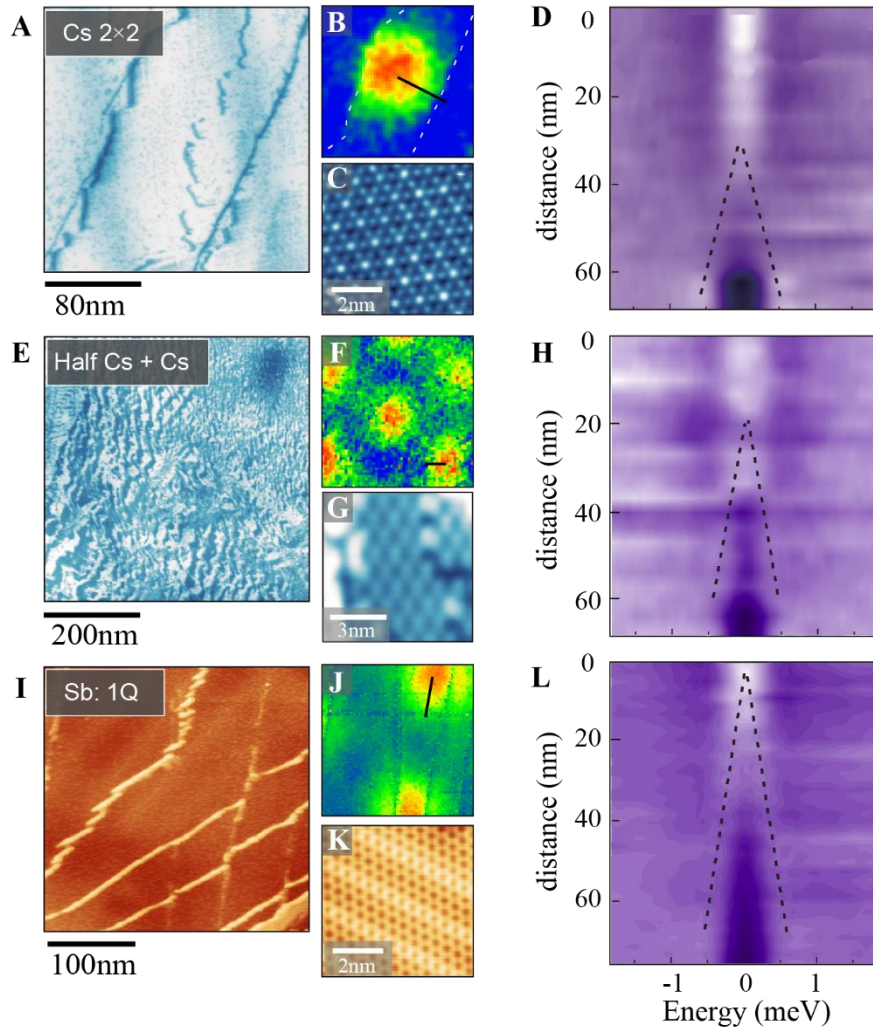 A
Cs 2×2
80nm
B
C
2nm
D
0
20
40
60
distance (nm)
E
Half Cs + Cs
200nm
F
G
3nm
H
0
20
40
60
distance (nm)
I
Sb: 1Q
100nm
J
K
2nm
L
0
20
40
60
distance (nm)
-1 0 1
Energy (meV)